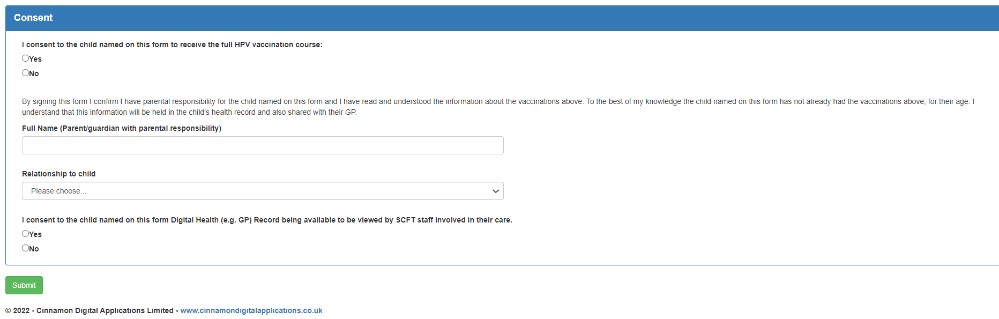 Consent
I consent to the child named on this form to receive the full HPV vaccination course:
Yes
No
By signing this form I confirm I have parental responsibility for the child named on this form and I have read and understood the information about the vaccinations above. To the best of my knowledge the child named on this form has not already had the vaccinations above, for their age. I
understand that this information will be held in the child's health record and also shared with their GP.
Full Name (Parent/guardian with parental responsibility)
Relationship to child
Please choose...
I consent to the child named on this form Digital Health (e.g. GP) Record being available to be viewed by SCFT staff involved in their care.
Yes
No
Submit
© 2022 - Cinnamon Digital Applications Limited - www.cinnamondigitalapplications.co.uk